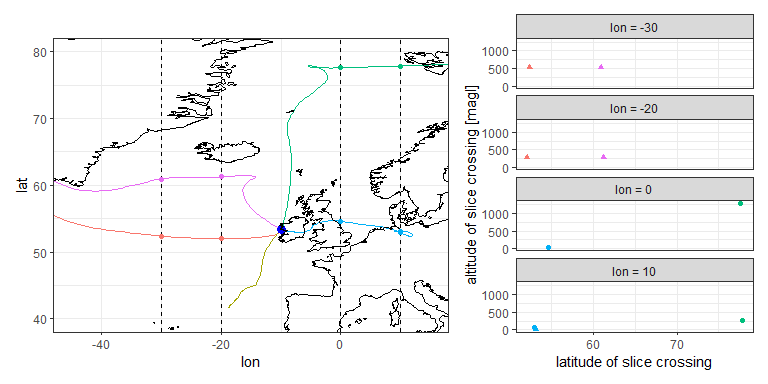 80
70
60
50
40
lat
-40
-20
0
lon
lon = -30
1000
500
0
lon = -20
1000
500
0
lon = 0
1000
500
0
lon = 10
1000
500
0
60
70
altitude of slice crossing [magl]
latitude of slice crossing